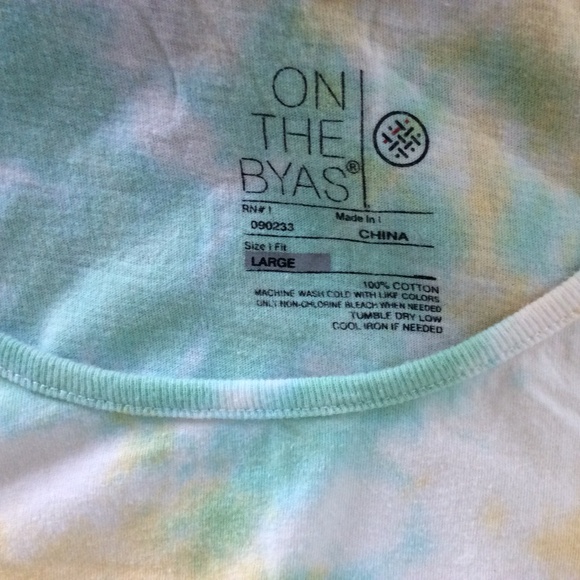 ON
THE
BYAS®
RN# |
090233
Made In |
CHINA
Size | Fit
LARGE
100% COTTON
MACHINE WASH COLD WITH LIKE COLORS
ONLY NON-CHLORINE BLEACH WHEN NEEDED
TUMBLE DRY LOW
COOL IRON IF NEEDED